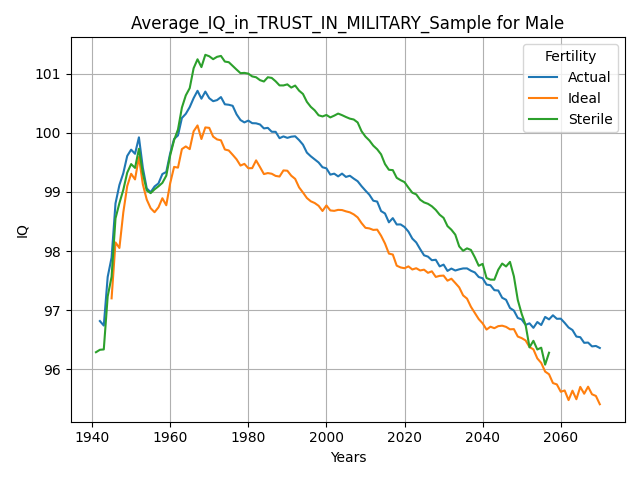 Average_IQ_in_TRUST_IN_MILITARY_Sample for Male
Fertility
Actual
Ideal
Sterile
IQ
101
100
99
98
97
96
1940
1960
1980
2000
2020
2040
2060
Years